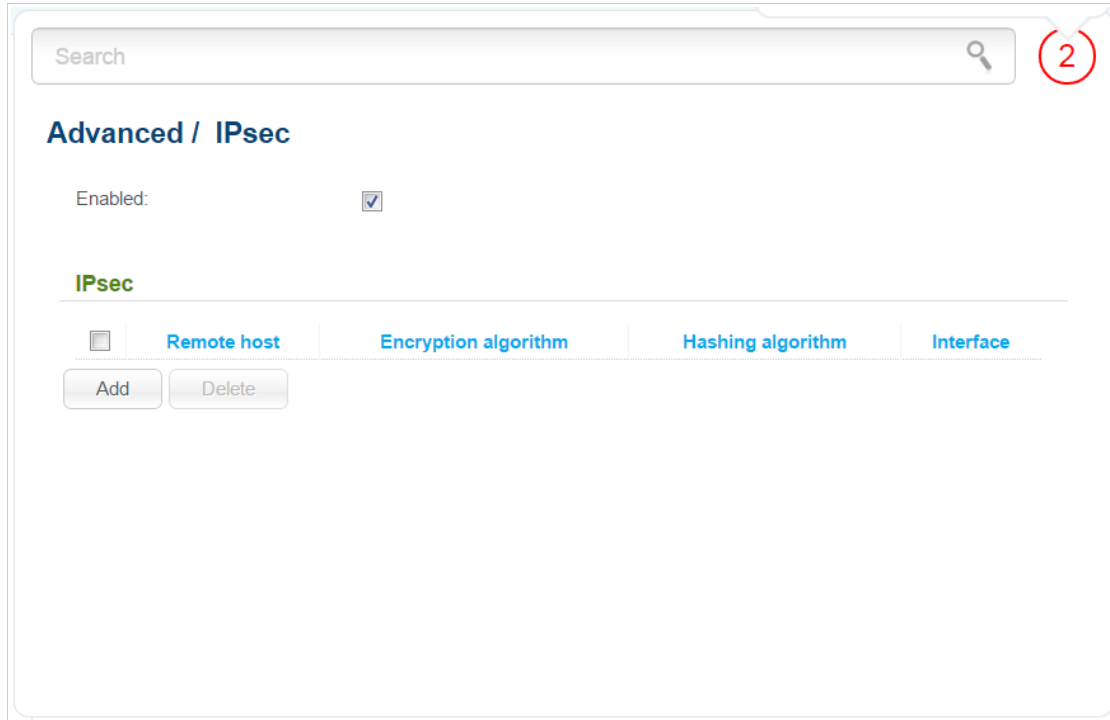 Search
2
Advanced / IPsec
Enabled:
IPsec
Remote host Encryption algorithm Hashing algorithm Interface
Add Delete